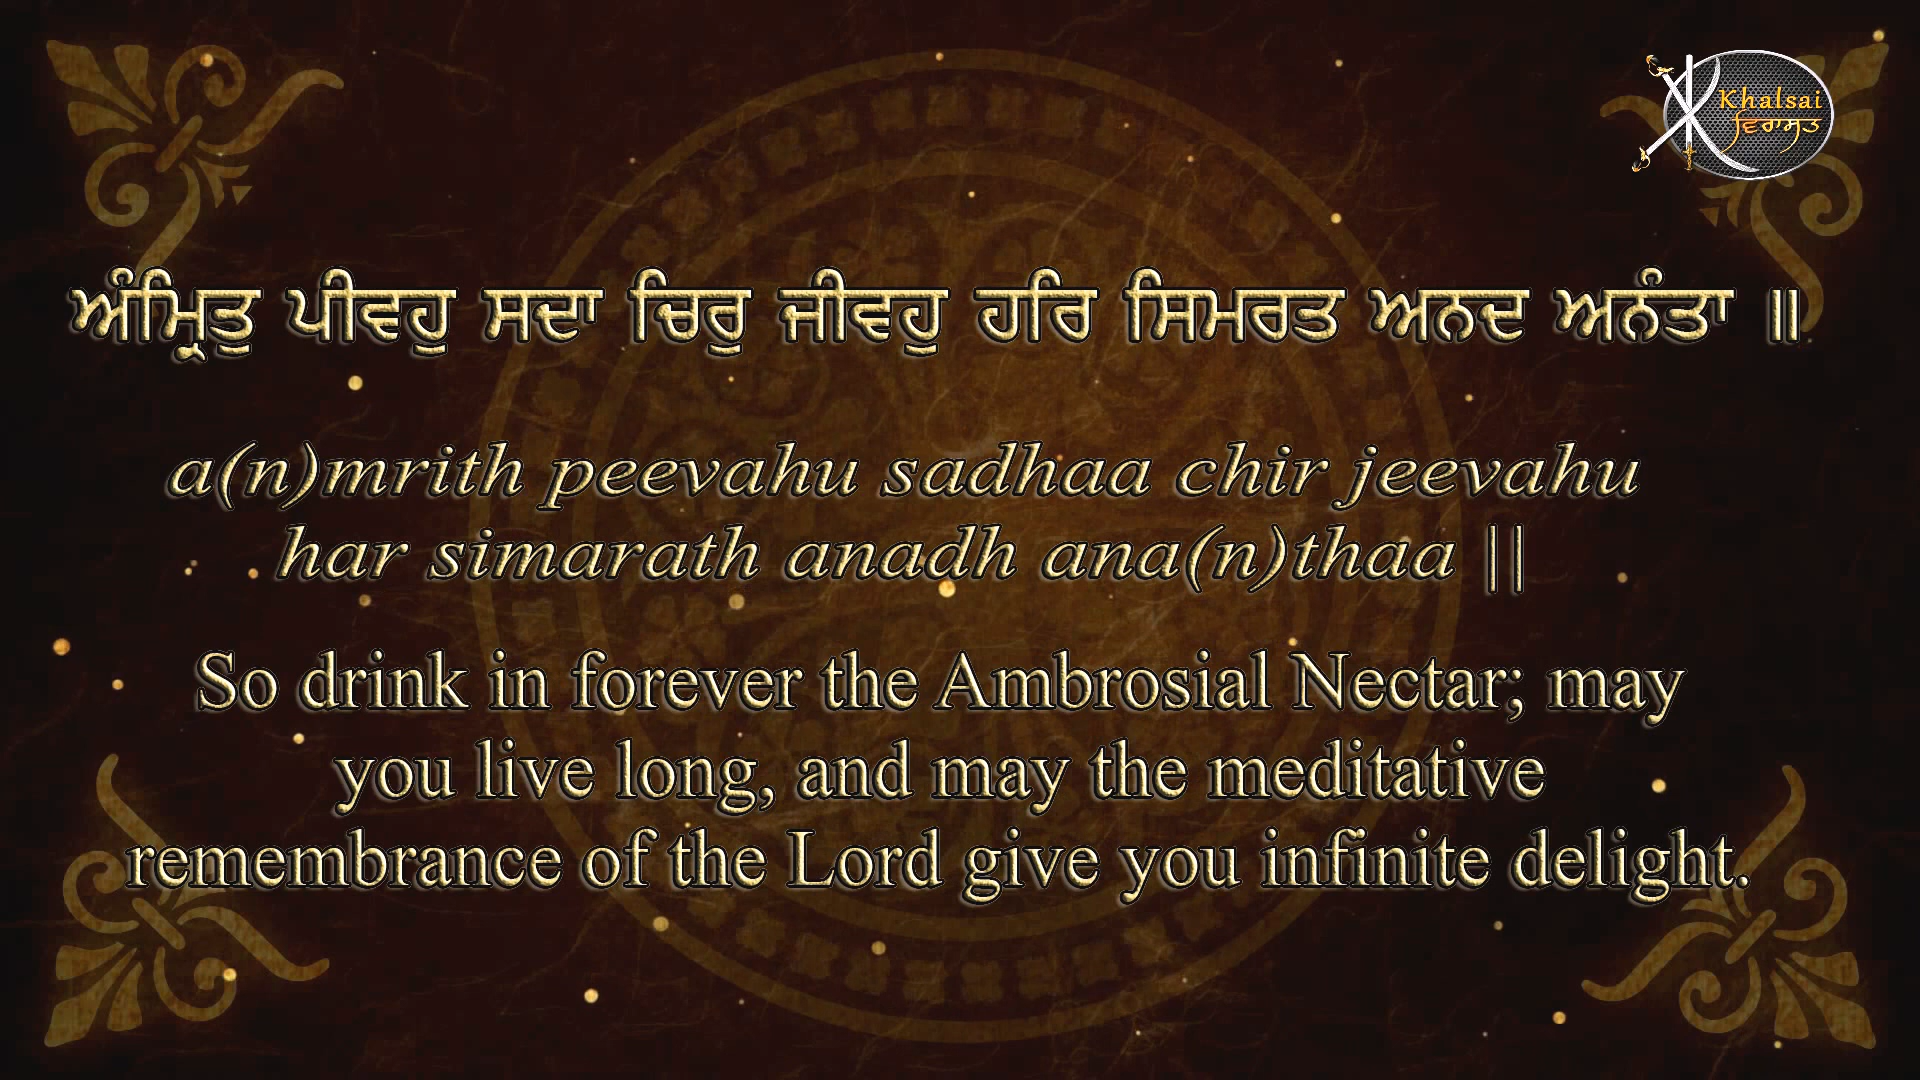 Khalsai
ਵਿਰਾਸਤ
ਅੰਮ੍ਰਿਤੁ ਪੀਵਹੁ ਸਦਾ ਚਿਰੁ ਜੀਵਹੁ ਹਰਿ ਸਿਮਰਤ ਅਨਦ ਅਨੰਤਾ ॥
a(n)mrith peevahu sadhaa chir jeevahu
har simarath anadh ana(n)thaa ||
So drink in forever the Ambrosial Nectar; may
you live long, and may the meditative
remembrance of the Lord give you infinite delight.